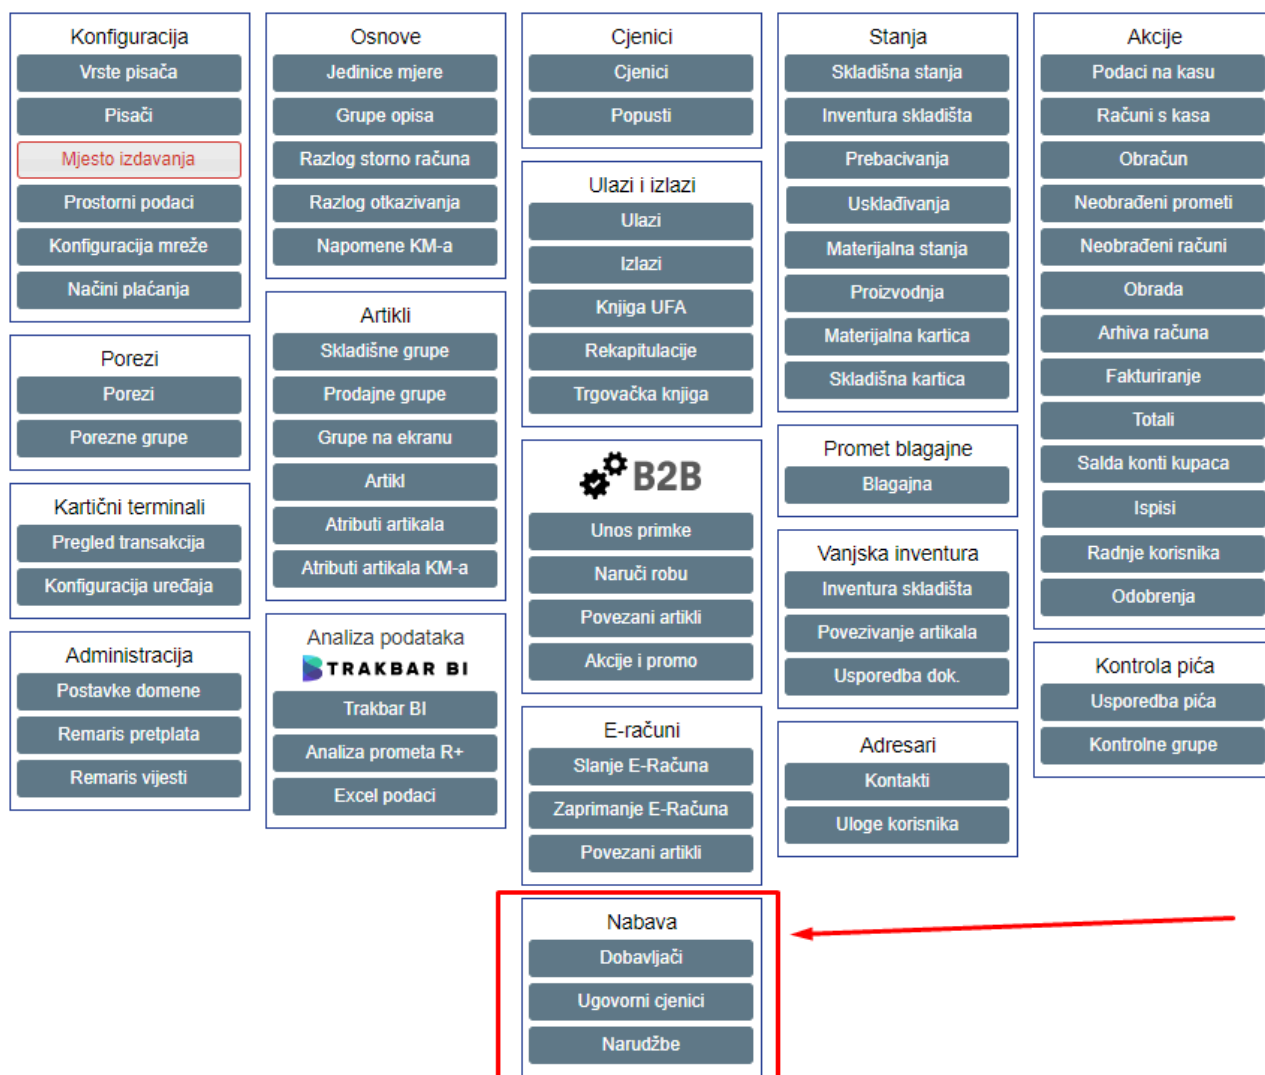 Konfiguracija
Vrste pisača
Pisači
Mjesto izdavanja
Prostorni podaci
Konfiguracija mreže
Načini plaćanja
Porezi
Porezi
Porezne grupe
Kartični terminali
Pregled transakcija
Konfiguracija uređaja
Administracija
Postavke domene
Remaris pretplata
Remaris vijesti
Osnove
Jedinice mjere
Grupe opisa
Razlog storno računa
Razlog otkazivanja
Napomene KM-a
Artikli
Skladišne grupe
Prodajne grupe
Grupe na ekranu
Artikl
Atributi artikala
Atributi artikala KM-a
Analiza podataka
TRAKBAR BI
Trakbar BI
Analiza prometa R+
Excel podaci
Cjenici
Cjenici
Popusti
Ulazi i izlazi
Ulazi
Izlazi
Knjiga UFA
Rekapitulacije
Trgovačka knjiga
B2B
Unos primke
Naruči robu
Povezani artikli
Akcije i promo
E-računi
Slanje E-Računa
Zaprimanje E-Računa
Povezani artikli
Nabava
Dobavljači
Ugovorni cjenici
Narudžbe
Stanja
Skladišna stanja
Inventura skladišta
Prebacivanja
Usklađivanja
Materijalna stanja
Proizvodnja
Materijalna kartica
Skladišna kartica
Promet blagajne
Blagajna
Vanjska inventura
Inventura skladišta
Povezivanje artikala
Usporedba dok.
Adresari
Kontakti
Uloge korisnika
Akcije
Podaci na kasu
Računi s kasa
Obračun
Neobrađeni prometi
Neobrađeni računi
Obrada
Arhiva računa
Fakturiranje
Totali
Salda konti kupaca
Ispisi
Radnje korisnika
Odobrenja
Kontrola pića
Usporedba pića
Kontrolne grupe